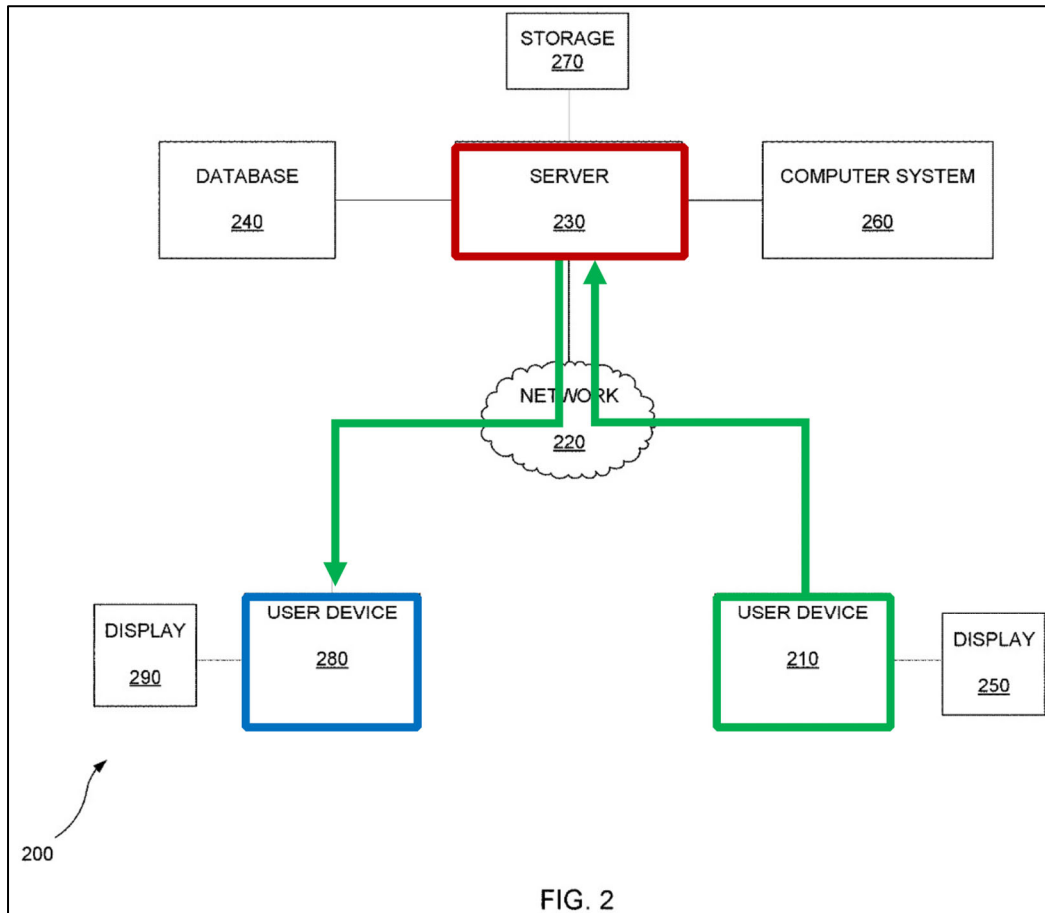 STORAGE
270
DATABASE
240
SERVER
230
COMPUTER SYSTEM
260
NETWORK
220
DISPLAY
290
USER DEVICE
280
USER DEVICE
210
DISPLAY
250
200
FIG. 2